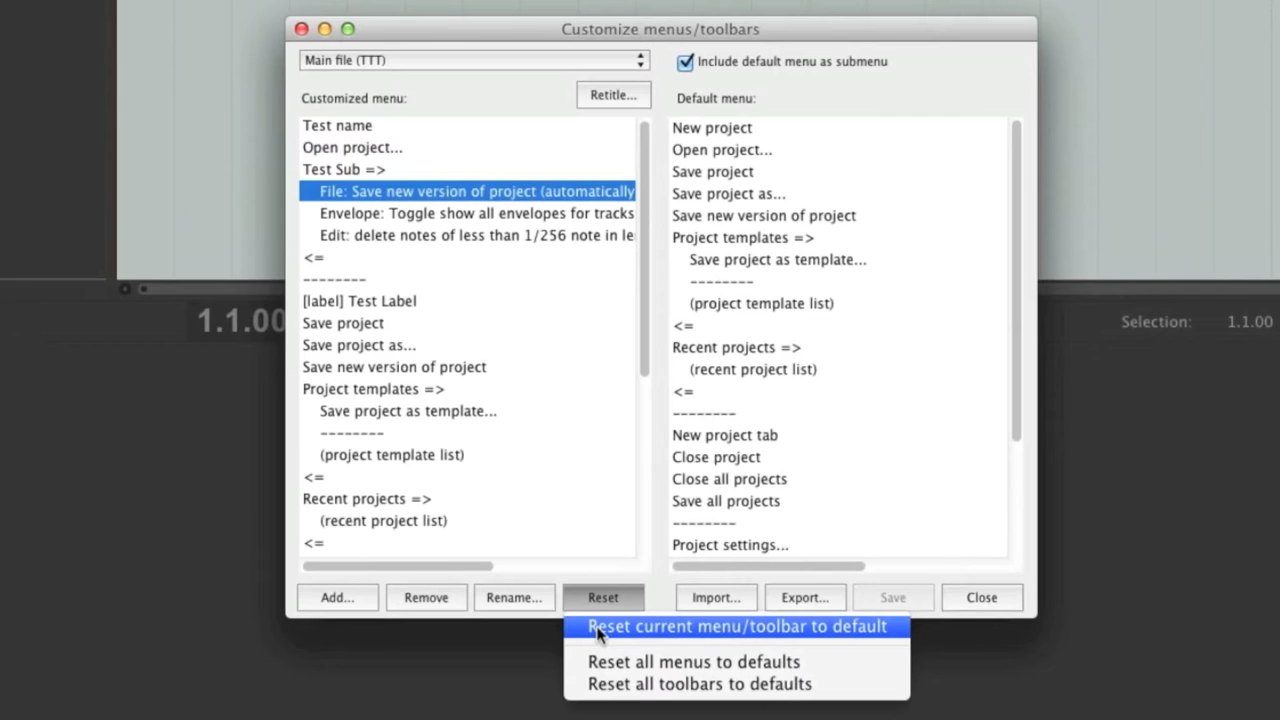 Customize menus/toolbars
Main file (TTT)
Include default menu as submenu
Customized menu:
Retitle...
Default menu:
Test name
Open project...
Test Sub =>
File: Save new version of project (automatically
Envelope: Toggle show all envelopes for tracks
Edit: delete notes of less than 1/256 note in le
<=
--------
[label] Test Label
Save project
Save project as...
Save new version of project
Project templates =>
Save project as template...
--------
(project template list)
<=
Recent projects =>
(recent project list)
<=
New project
Open project...
Save project
Save project as...
Save new version of project
Project templates =>
Save project as template...
--------
(project template list)
<=
Recent projects =>
(recent project list)
<=
--------
New project tab
Close project
Close all projects
Save all projects
--------
Project settings...
1.1.00
Selection:
1.1.00
Add...
Remove
Rename...
Reset
Import...
Export...
Save
Close
Reset current menu/toolbar to default
Reset all menus to defaults
Reset all toolbars to defaults